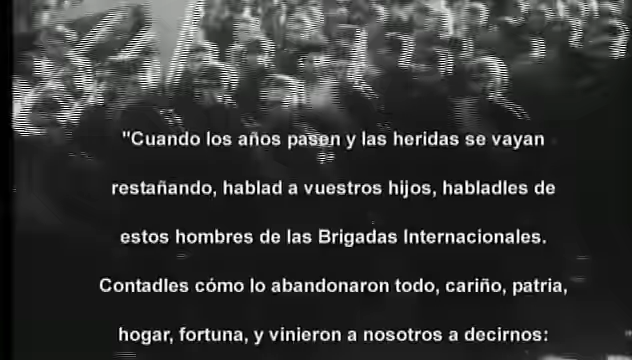 "Cuando los años pasen y las heridas se vayan
restañando, hablad a vuestros hijos, habladles de
estos hombres de las Brigadas Internacionales.
Contadles cómo lo abandonaron todo, cariño, patria,
hogar, fortuna, y vinieron a nosotros a decirnos: